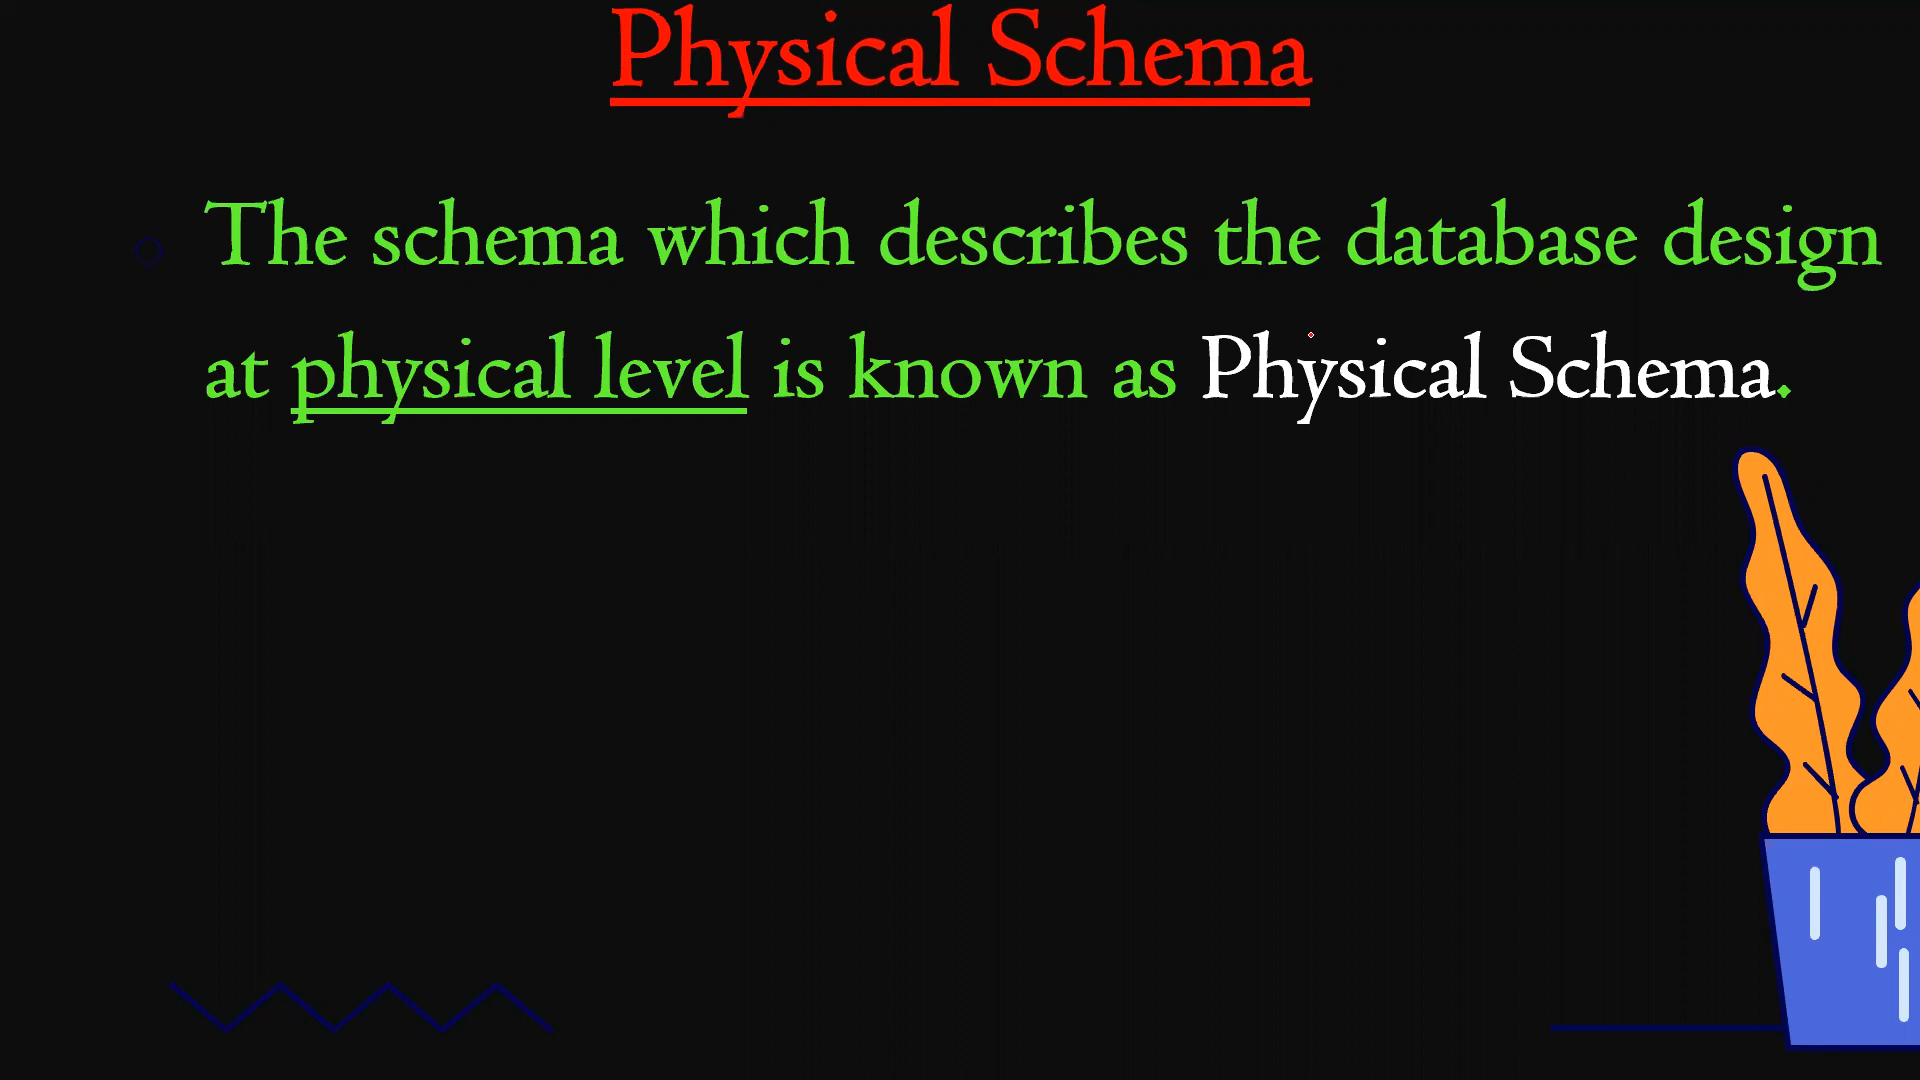 Physical Schema
The schema which describes the database design
at physical level is known as Physical Schema.